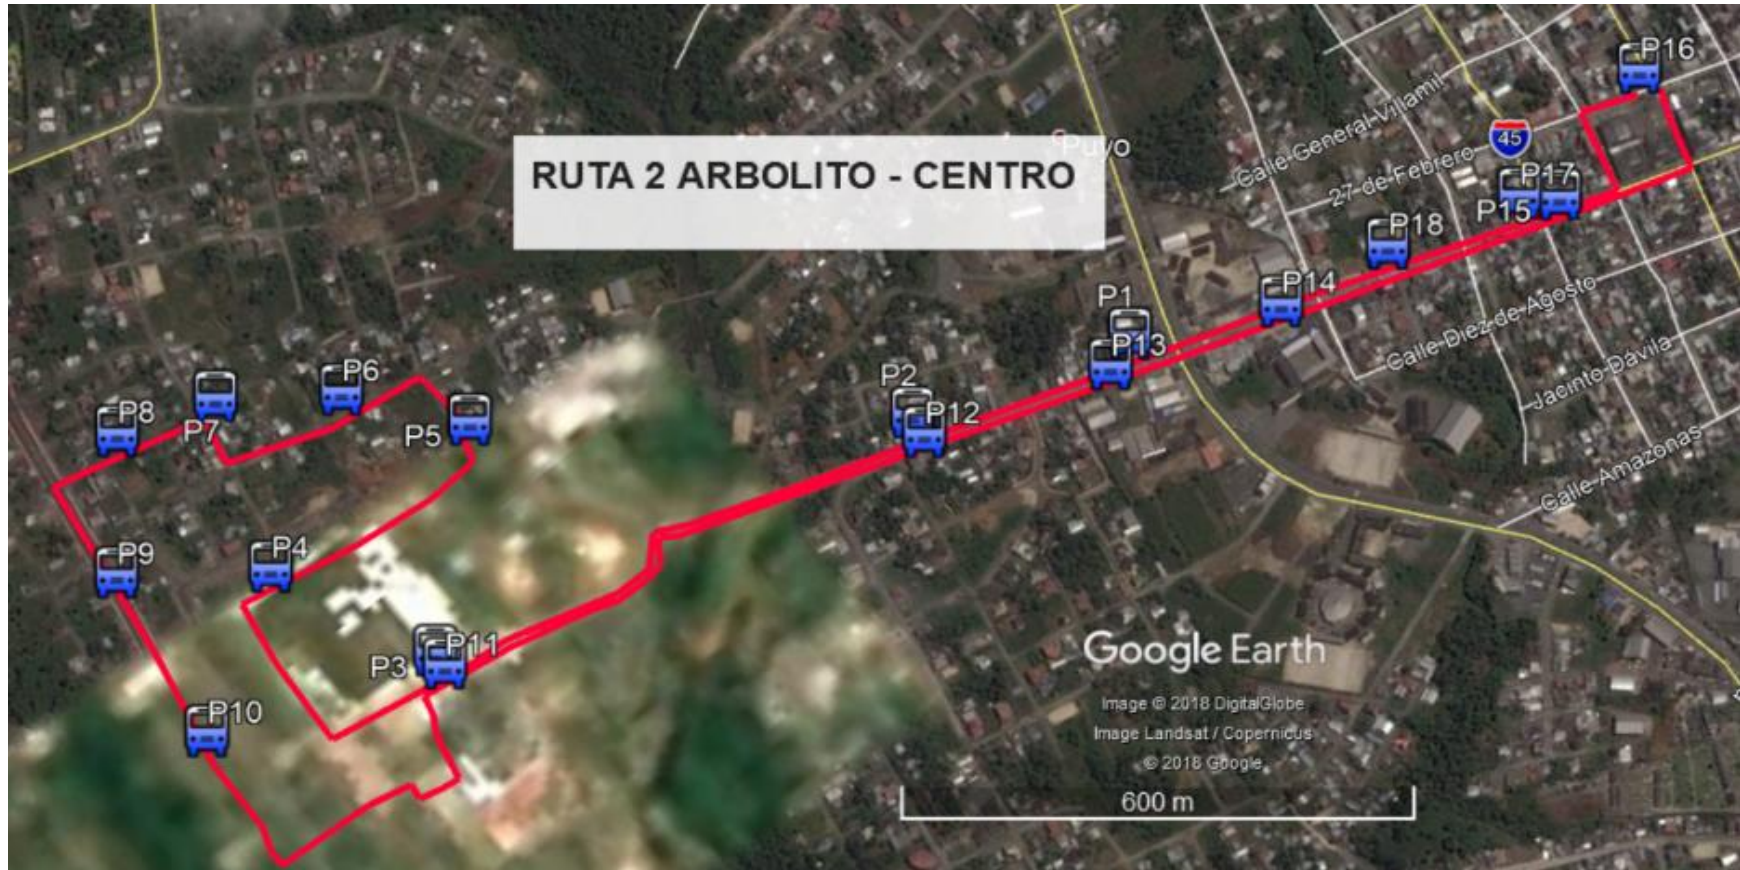 P16
Puyo
Calle General Villamil
45
RUTA 2 ARBOLITO - CENTRO
27 de Febrero
P17
P15
P18
P14
Calle Diez de Agosto
P1
P13
Jacinto Dávila
P6
P2
P8
P12
P7
P5
Calle Amazonas
P9
P4
P11
P3
Google Earth
P10
Image © 2018 DigitalGlobe
Image Landsat / Copernicus
© 2018 Google
600 m